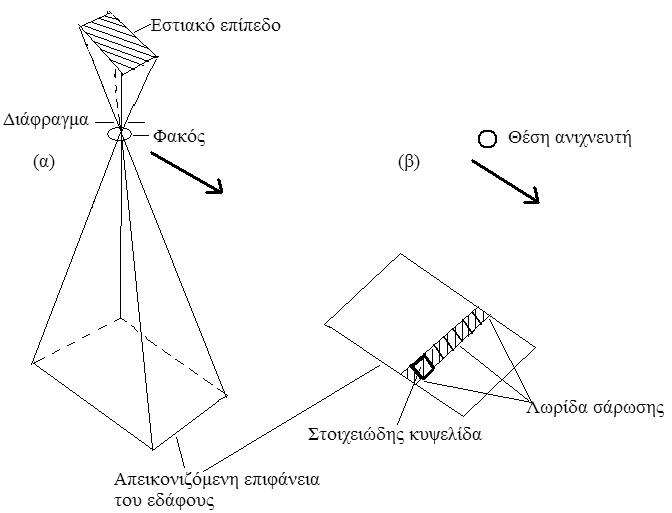 Εστιακό επίπεδο
Διάφραγμα
Φακός
(α)
(β)
Θέση ανιχνευτή
Λωρίδα σάρωσης
Στοιχειώδης κυψελίδα
Απεικονιζόμενη επιφάνεια
του εδάφους